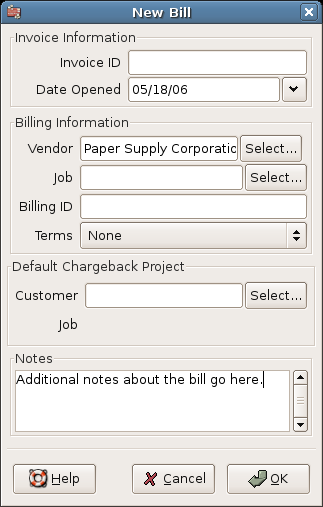 New Bill
Invoice Information
Invoice ID
Date Opened 05/18/06
Billing Information
Vendor Paper Supply Corporatic Select...
Job Select...
Billing ID
Terms None
Default Chargeback Project
Customer Select...
Job
Notes
Additional notes about the bill go here.
Help Cancel OK